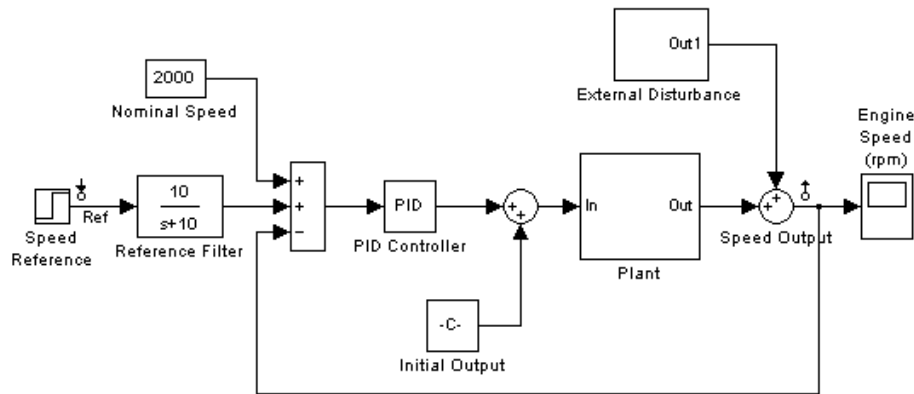 Out1
External Disturbance
2000
Nominal Speed
Engine
Speed
(rpm)
Ref
Speed
Reference
10
s+10
Reference Filter
+
+
−
PID
PID Controller
+
+
In
Out
Plant
+
+
Speed Output
-C-
Initial Output